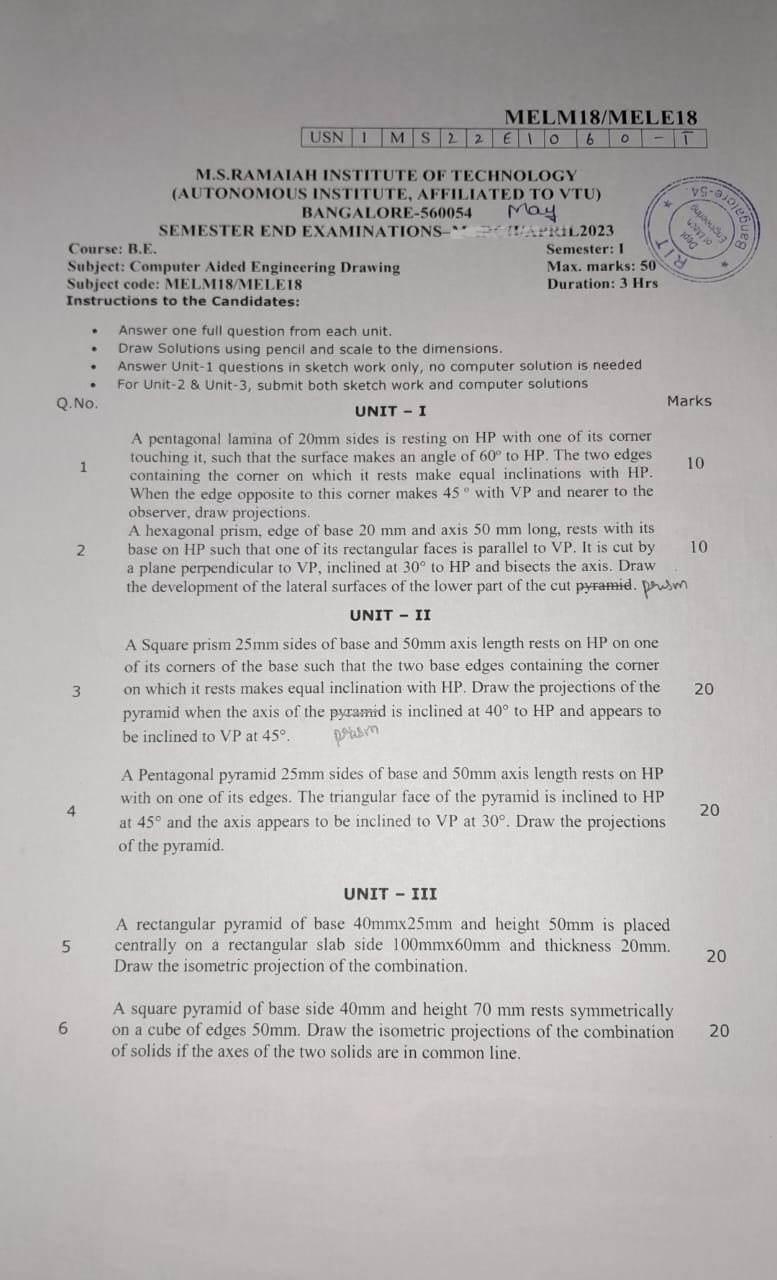 MELM18/MELE18
USN 1 M S 2 2 E 1 0 6 0 - T
M.S.RAMAIAH INSTITUTE OF TECHNOLOGY
(AUTONOMOUS INSTITUTE, AFFILIATED TO VTU)
BANGALORE-560054 May
SEMESTER END EXAMINATIONS- /APRIL2023
RIT
Dept of Mech Engineering
Bangalore-54
Course: B.E. Semester: I
Subject: Computer Aided Engineering Drawing Max. marks: 50
Subject code: MELM18/MELE18 Duration: 3 Hrs
Instructions to the Candidates:
• Answer one full question from each unit.
• Draw Solutions using pencil and scale to the dimensions.
• Answer Unit-1 questions in sketch work only, no computer solution is needed
• For Unit-2 & Unit-3, submit both sketch work and computer solutions
Q.No. Marks
UNIT – I
A pentagonal lamina of 20mm sides is resting on HP with one of its corner
touching it, such that the surface makes an angle of 60° to HP. The two edges
1 containing the corner on which it rests make equal inclinations with HP. 10
When the edge opposite to this corner makes 45 ° with VP and nearer to the
observer, draw projections.
A hexagonal prism, edge of base 20 mm and axis 50 mm long, rests with its
2 base on HP such that one of its rectangular faces is parallel to VP. It is cut by 10
a plane perpendicular to VP, inclined at 30° to HP and bisects the axis. Draw
the development of the lateral surfaces of the lower part of the cut pyramid. prism
UNIT – II
A Square prism 25mm sides of base and 50mm axis length rests on HP on one
of its corners of the base such that the two base edges containing the corner
3 on which it rests makes equal inclination with HP. Draw the projections of the 20
pyramid when the axis of the pyramid is inclined at 40° to HP and appears to
be inclined to VP at 45°. prism
A Pentagonal pyramid 25mm sides of base and 50mm axis length rests on HP
with on one of its edges. The triangular face of the pyramid is inclined to HP
4 at 45° and the axis appears to be inclined to VP at 30°. Draw the projections 20
of the pyramid.
UNIT – III
A rectangular pyramid of base 40mmx25mm and height 50mm is placed
5 centrally on a rectangular slab side 100mmx60mm and thickness 20mm. 20
Draw the isometric projection of the combination.
A square pyramid of base side 40mm and height 70 mm rests symmetrically
6 on a cube of edges 50mm. Draw the isometric projections of the combination 20
of solids if the axes of the two solids are in common line.